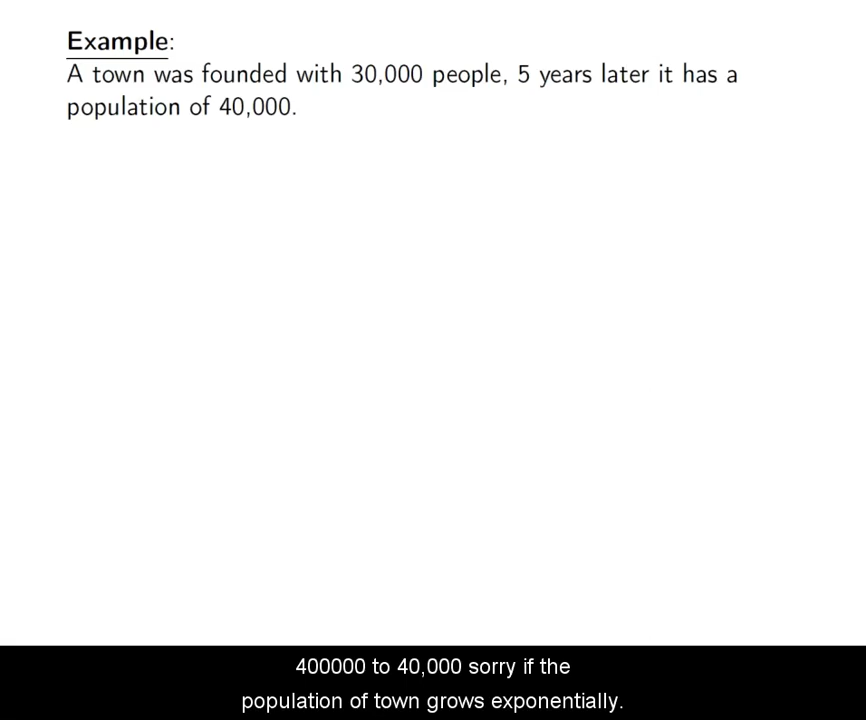 Example:
A town was founded with 30,000 people, 5 years later it has a
population of 40,000.
400000 to 40,000 sorry if the
population of town grows exponentially.